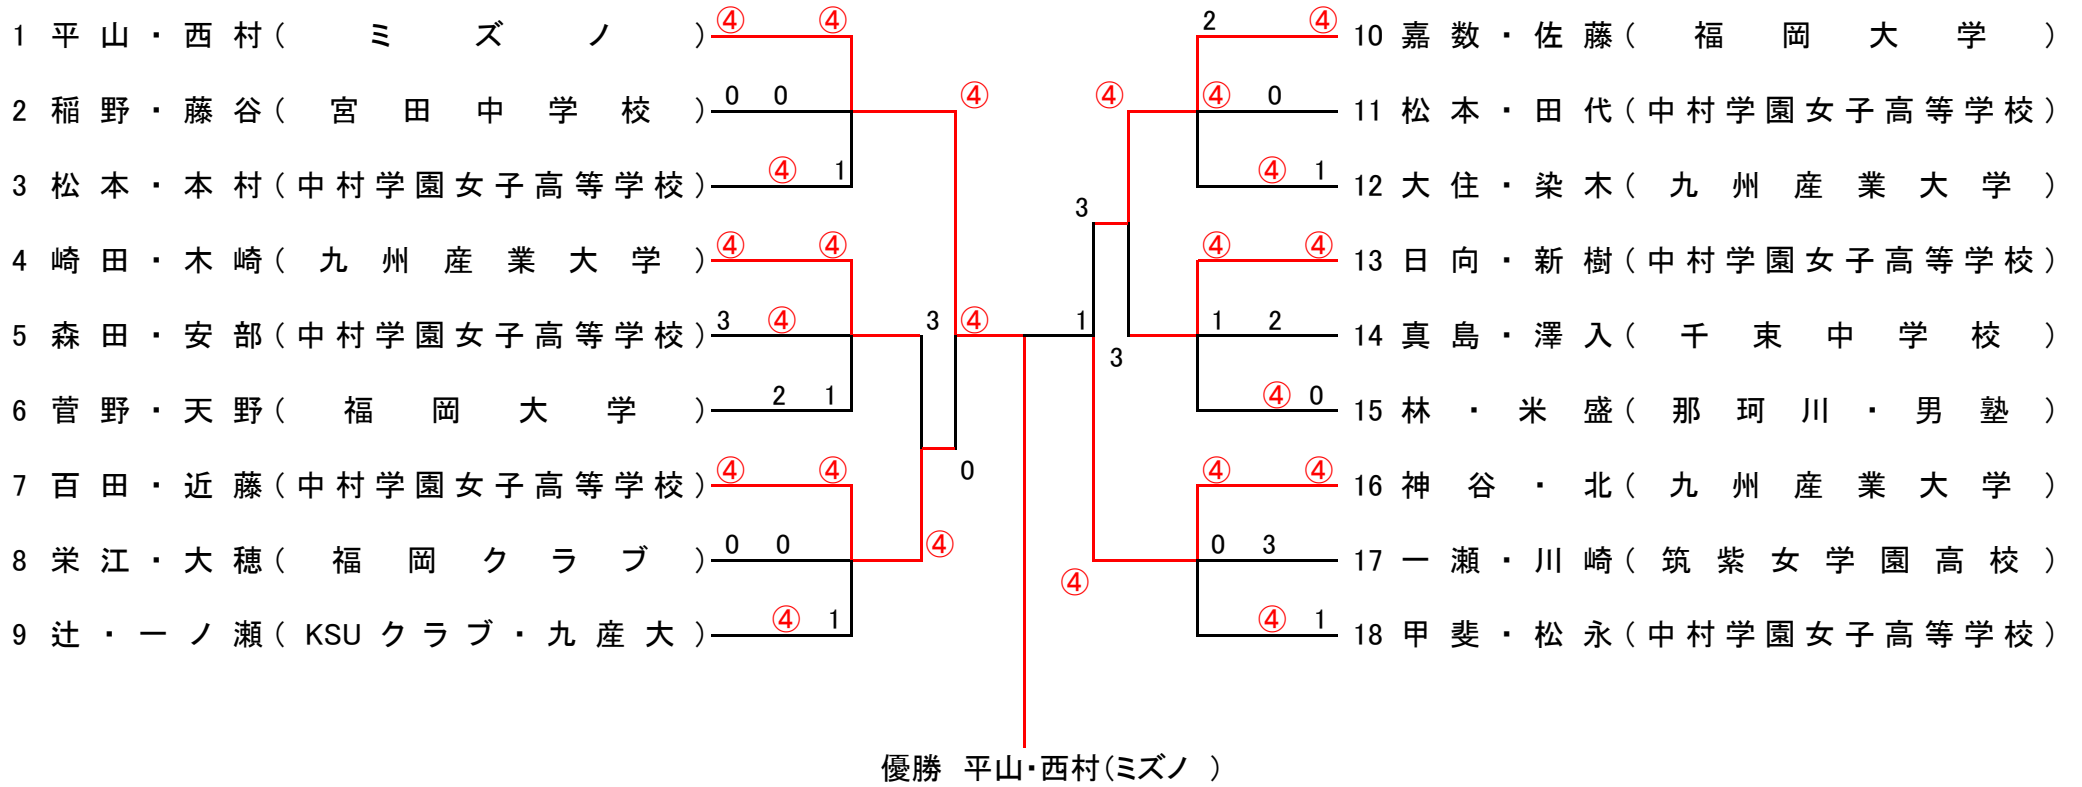 ④ ④ 2 ④
1 平山・西村(ミズノ) 10 嘉数・佐藤(福岡大学)
0 0 ④ ④ ④ 0
2 稲野・藤谷(宮田中学校) 11 松本・田代(中村学園女子高等学校)
④ 1 ④ 1
3 松本・本村(中村学園女子高等学校) 12 大住・染木(九州産業大学)
3
④ ④ ④ ④
4 崎田・木崎(九州産業大学) 13 日向・新樹(中村学園女子高等学校)
3 ④ 3 ④ 1 1 2
5 森田・安部(中村学園女子高等学校) 14 真島・澤入(千束中学校)
3
2 1 ④ 0
6 菅野・天野(福岡大学) 15 林・米盛(那珂川・男塾)
④ ④ 0 ④ ④
7 百田・近藤(中村学園女子高等学校) 16 神谷・北(九州産業大学)
0 0 ④ 0 3
8 栄江・大穂(福岡クラブ) 17 一瀬・川崎(筑紫女学園高校)
④
④ 1 ④ 1
9 辻・一ノ瀬(KSUクラブ・九産大) 18 甲斐・松永(中村学園女子高等学校)
優勝 平山・西村(ミズノ )